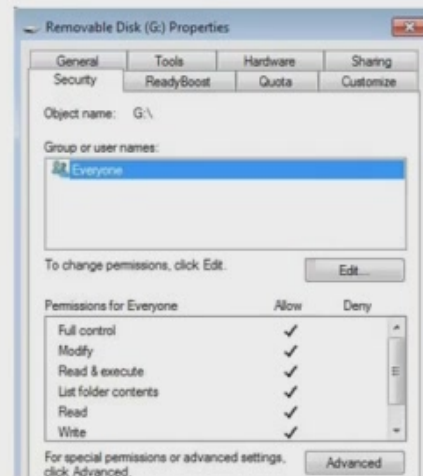 Removable Disk (G:) Properties
General Tools Hardware Sharing
Security ReadyBoost Quota Customize
Object name: G:\
Group or user names:
Everyone
To change permissions, click Edit.
Edit...
Permissions for Everyone Allow Deny
Full control
Modify
Read & execute
List folder contents
Read
Write
For special permissions or advanced settings,
click Advanced.
Advanced